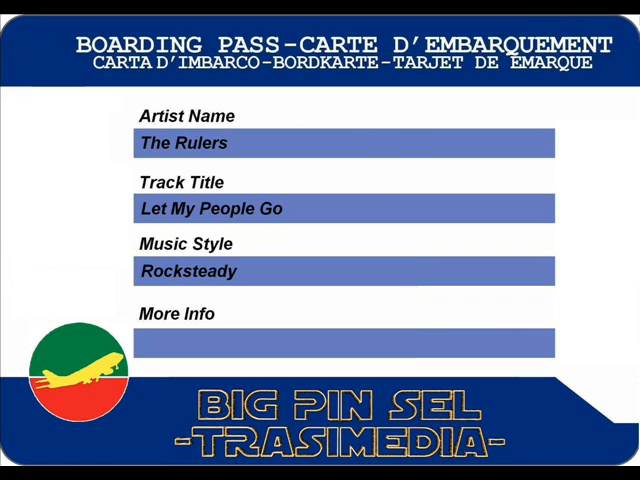 BOARDING PASS-CARTE D'EMBARQUEMENT
CARTA D'IMBARCO-BORDKARTE-TARJET DE EMARQUE
Artist Name
The Rulers
Track Title
Let My People Go
Music Style
Rocksteady
More Info
BIG PIN SEL
-TRASIMEDIA-